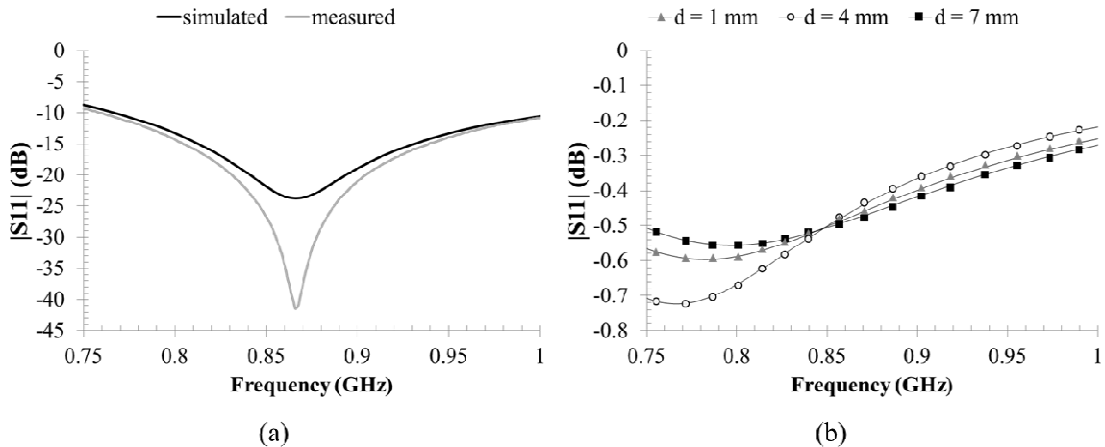 simulated measured
0
-5
-10
-15
-20
-25
-30
-35
-40
-45
|S11| (dB)
0.75 0.8 0.85 0.9 0.95 1
Frequency (GHz)
(a)
d = 1 mm d = 4 mm d = 7 mm
0
-0.1
-0.2
-0.3
-0.4
-0.5
-0.6
-0.7
-0.8
|S11| (dB)
0.75 0.8 0.85 0.9 0.95 1
Frequency (GHz)
(b)